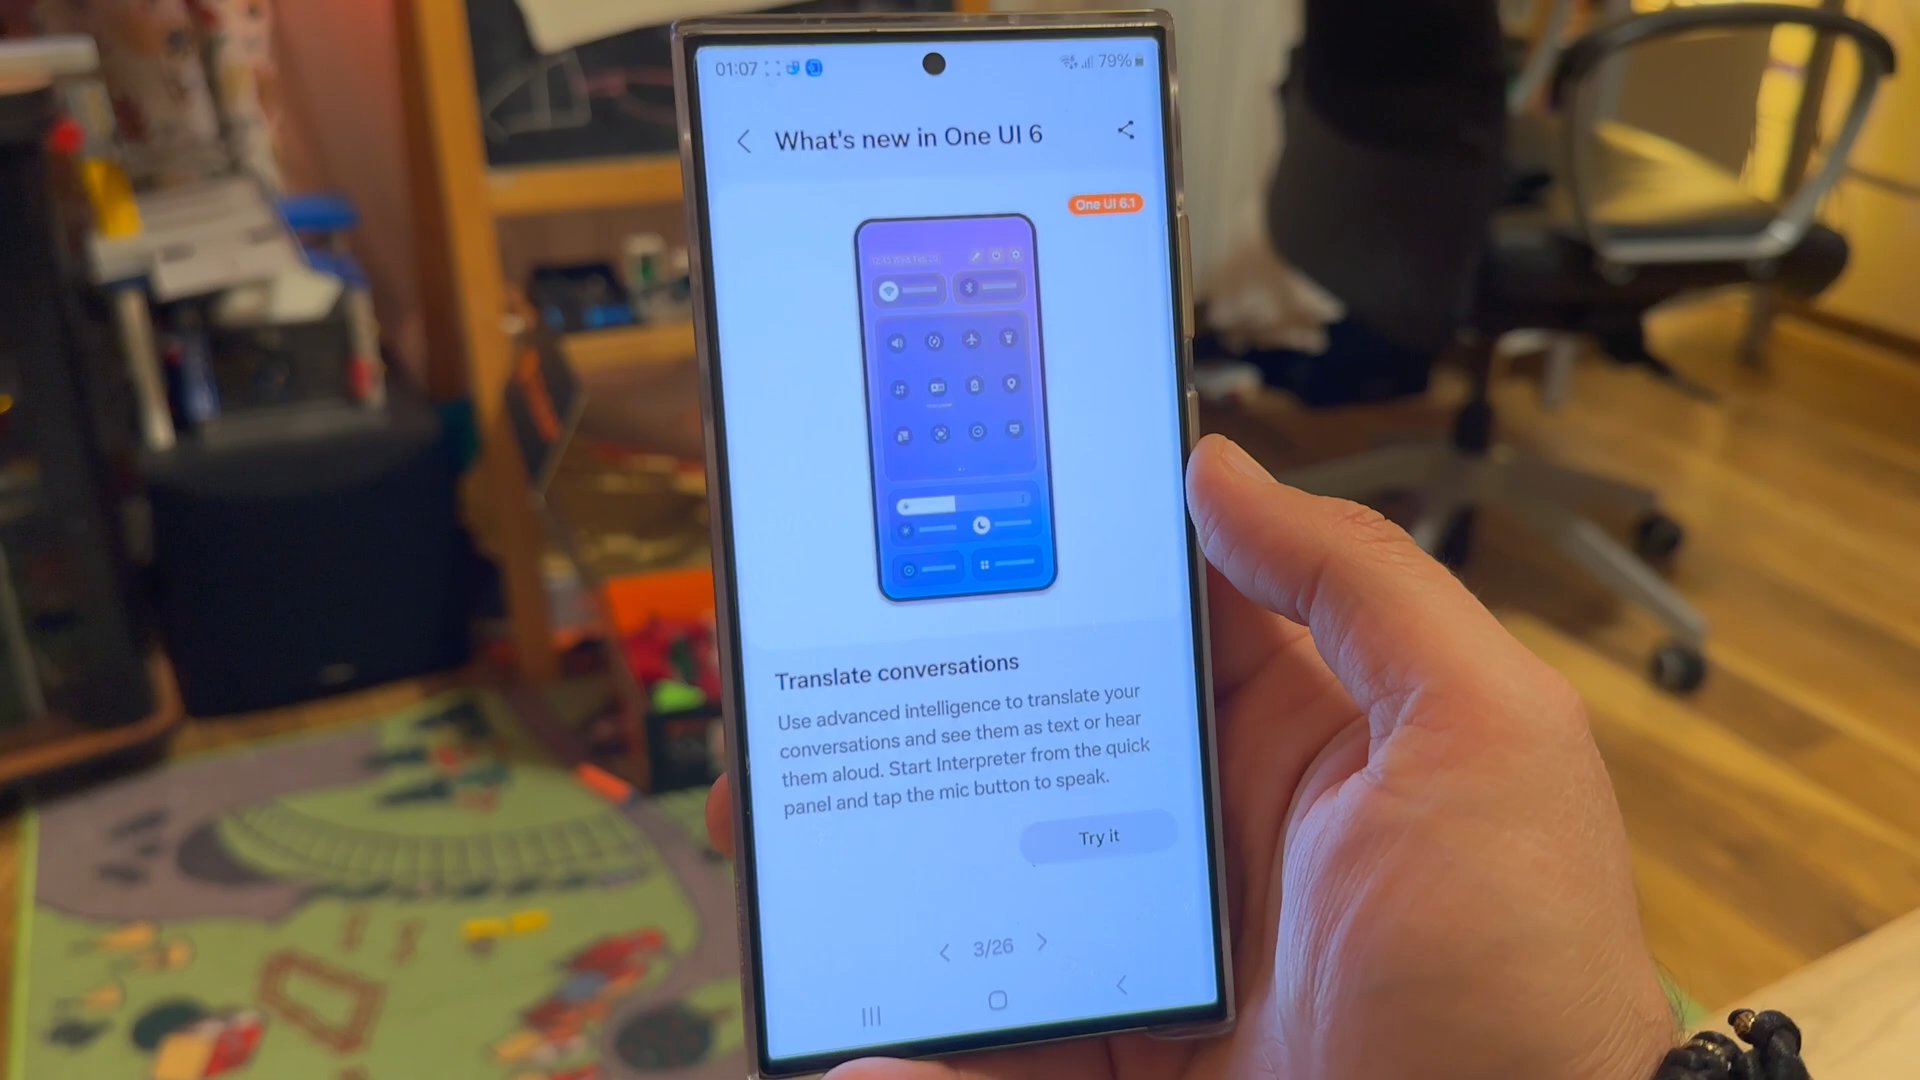 01:07
79%
What's new in One UI 6
One UI 6.1
Translate conversations
Use advanced intelligence to translate your
conversations and see them as text or hear
them aloud. Start Interpreter from the quick
panel and tap the mic button to speak.
Try it
3/26